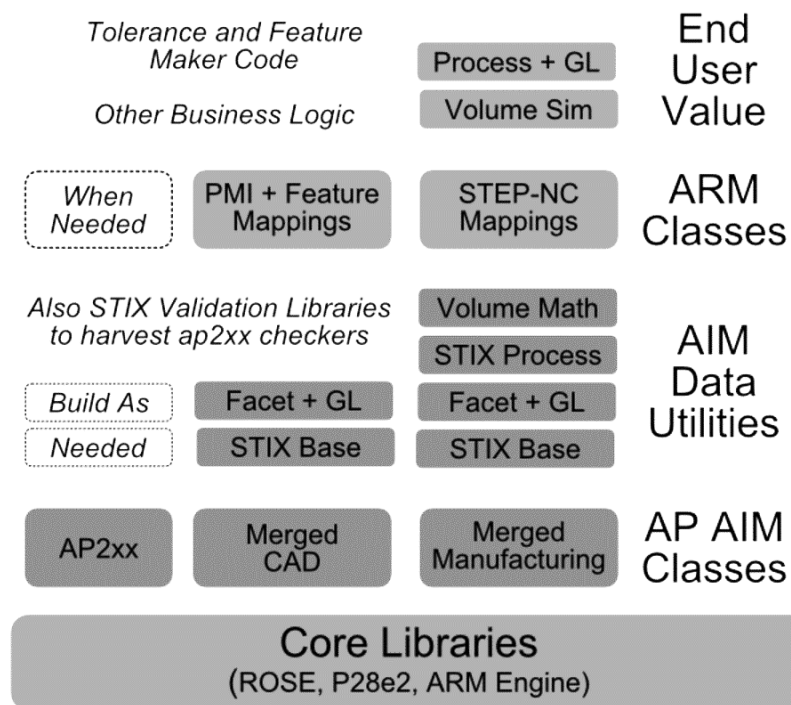 Tolerance and Feature
Maker Code
Process + GL
End
User
Value
Other Business Logic
Volume Sim
When
Needed
PMI + Feature
Mappings
STEP-NC
Mappings
ARM
Classes
Also STIX Validation Libraries
to harvest ap2xx checkers
Volume Math
STIX Process
AIM
Data
Utilities
Build As
Facet + GL
Facet + GL
Needed
STIX Base
STIX Base
AP2xx
Merged
CAD
Merged
Manufacturing
AP AIM
Classes
Core Libraries
(ROSE, P28e2, ARM Engine)